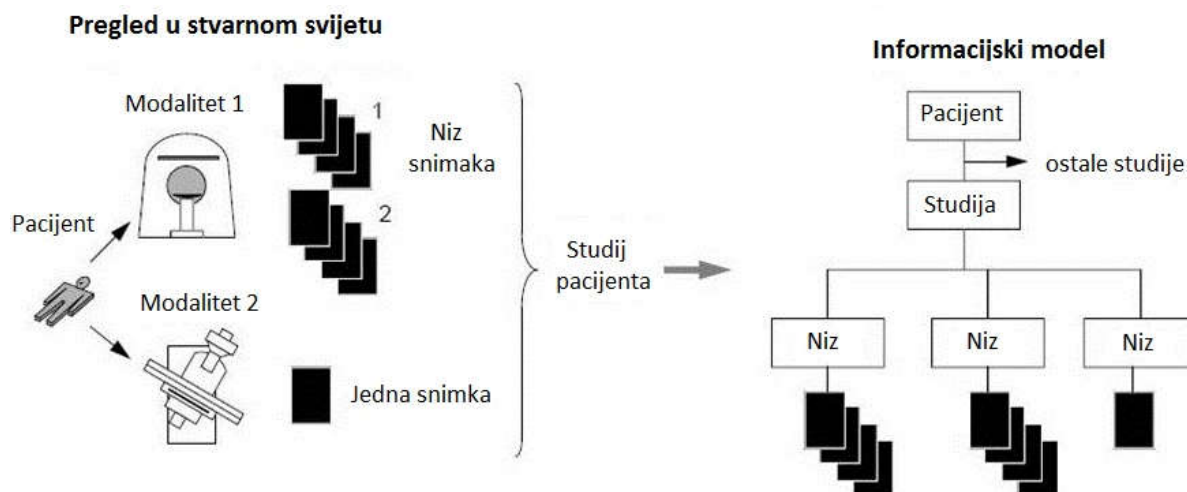 Pregled u stvarnom svijetu
Modalitet 1
1
Niz
snimaka
2
Pacijent
Modalitet 2
Jedna snimka
Studij
pacijenta
Informacijski model
Pacijent
ostale studije
Studija
Niz
Niz
Niz